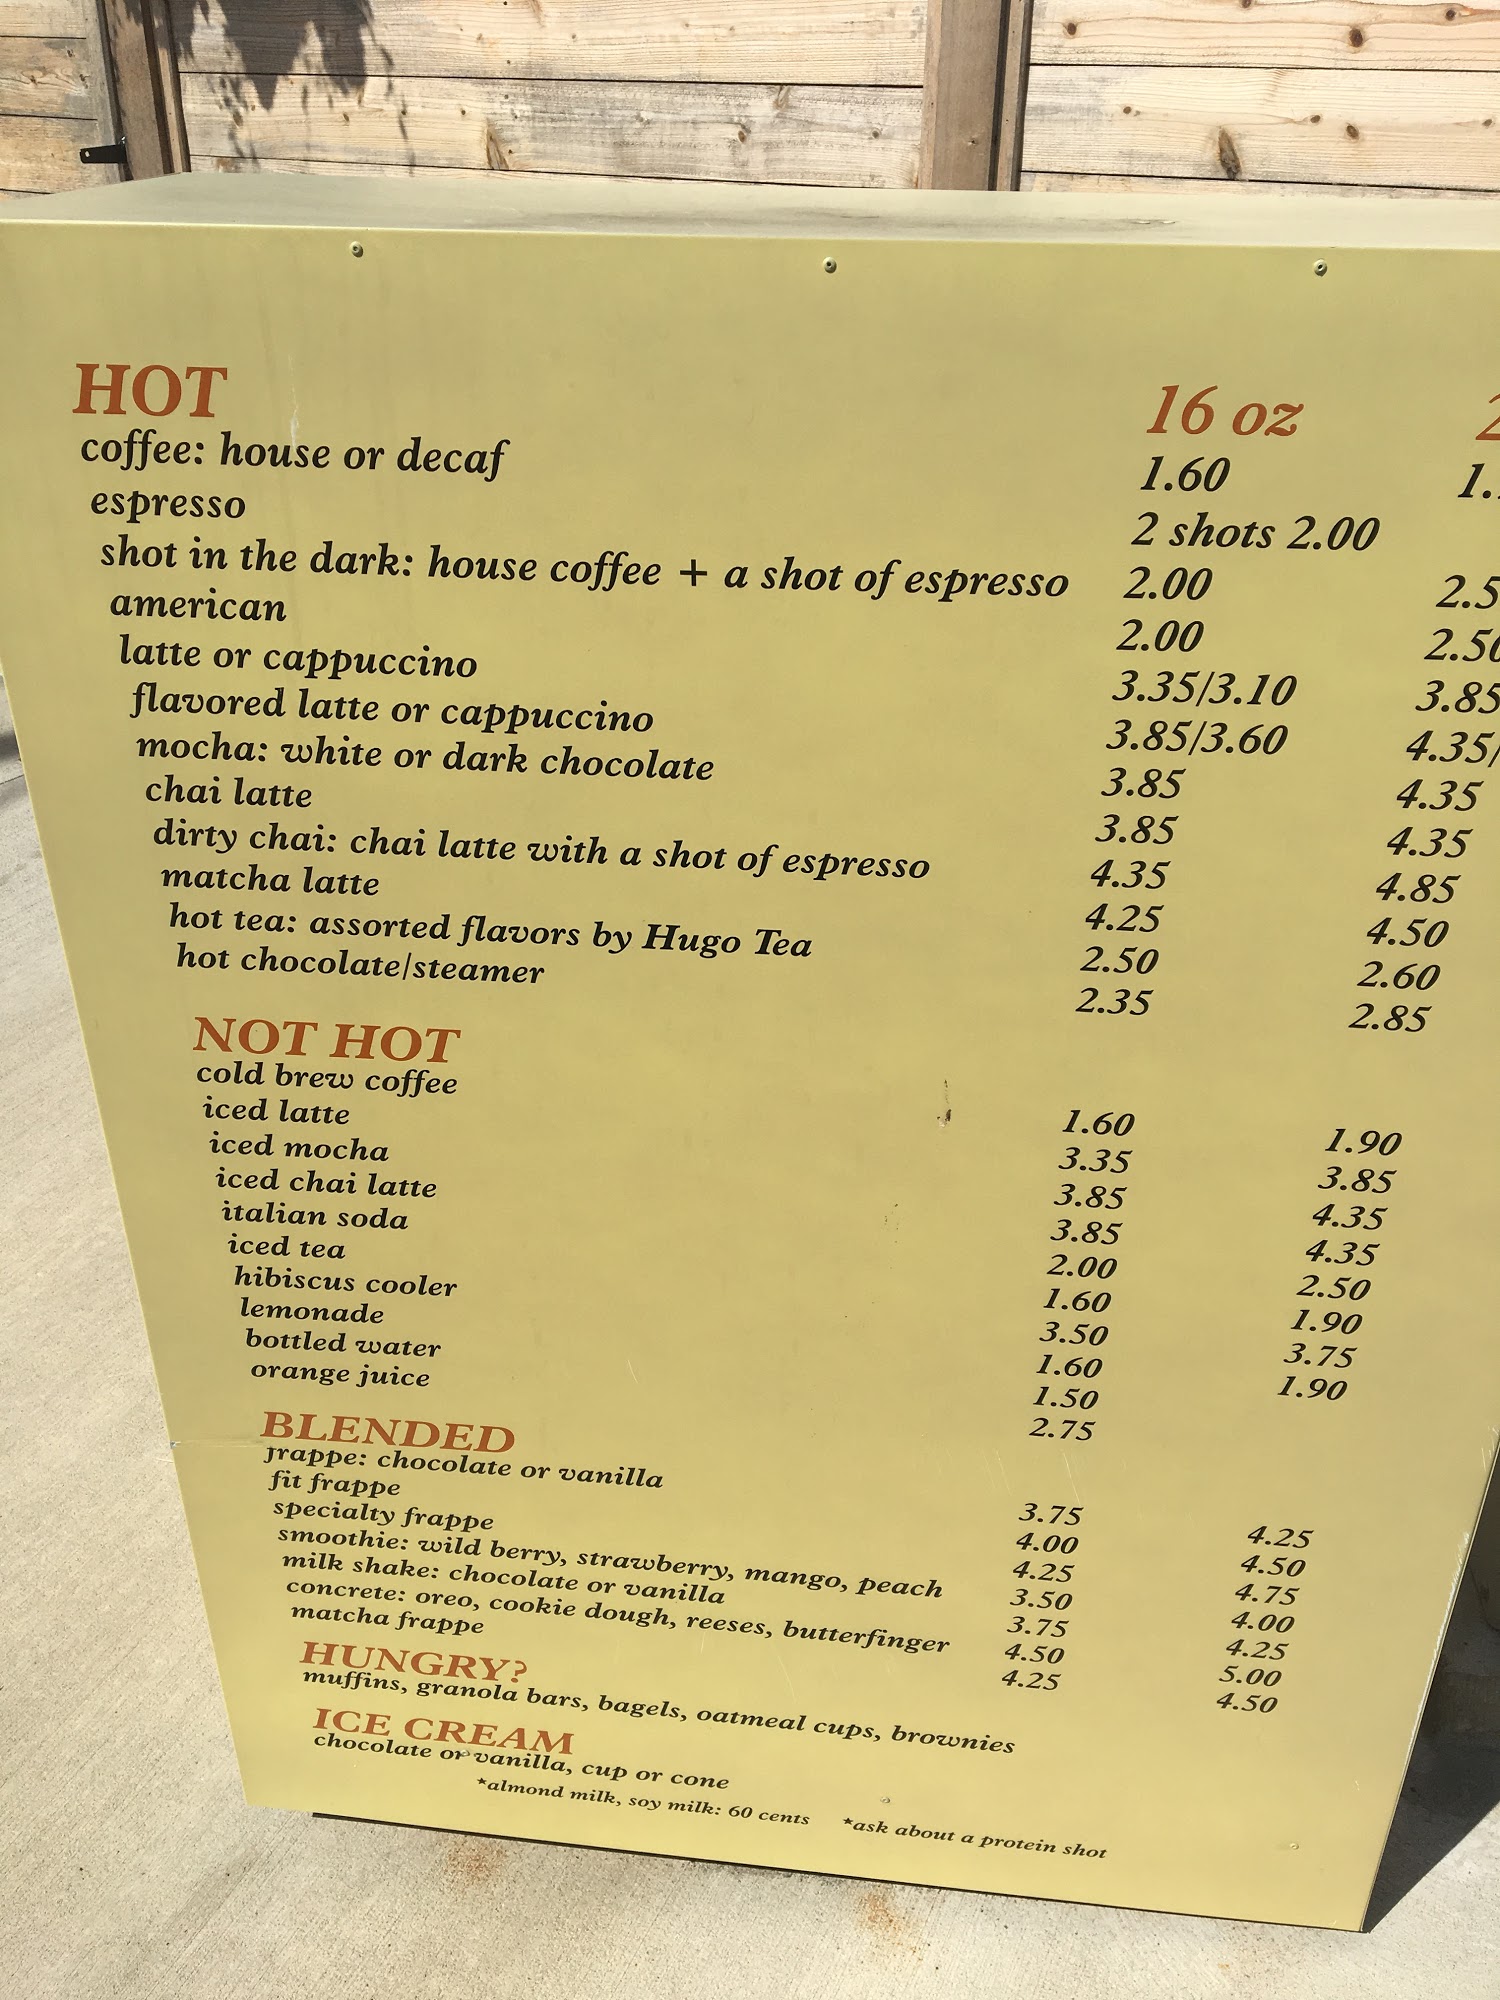 HOT 16 oz
coffee: house or decaf 1.60
espresso 2 shots 2.00
shot in the dark: house coffee + a shot of espresso 2.00
american 2.00 2.50
latte or cappuccino 3.35/3.10 3.85
flavored latte or cappuccino 3.85/3.60 4.35/
mocha: white or dark chocolate 3.85 4.35
chai latte 3.85 4.35
dirty chai: chai latte with a shot of espresso 4.35 4.85
matcha latte 4.25 4.50
hot tea: assorted flavors by Hugo Tea 2.50 2.60
hot chocolate/steamer 2.35 2.85
NOT HOT
cold brew coffee 1.60 1.90
iced latte 3.35 3.85
iced mocha 3.85 4.35
iced chai latte 3.85 4.35
italian soda 2.00 2.50
iced tea 1.60 1.90
hibiscus cooler 3.50 3.75
lemonade 1.60 1.90
bottled water 1.50
orange juice 2.75
BLENDED
frappe: chocolate or vanilla 3.75 4.25
fit frappe 4.00 4.50
specialty frappe 4.25 4.75
smoothie: wild berry, strawberry, mango, peach 3.50 4.00
milk shake: chocolate or vanilla 3.75 4.25
concrete: oreo, cookie dough, reeses, butterfinger 4.50 5.00
matcha frappe 4.25 4.50
HUNGRY?
muffins, granola bars, bagels, oatmeal cups, brownies
ICE CREAM
chocolate or vanilla, cup or cone
*almond milk, soy milk: 60 cents *ask about a protein shot